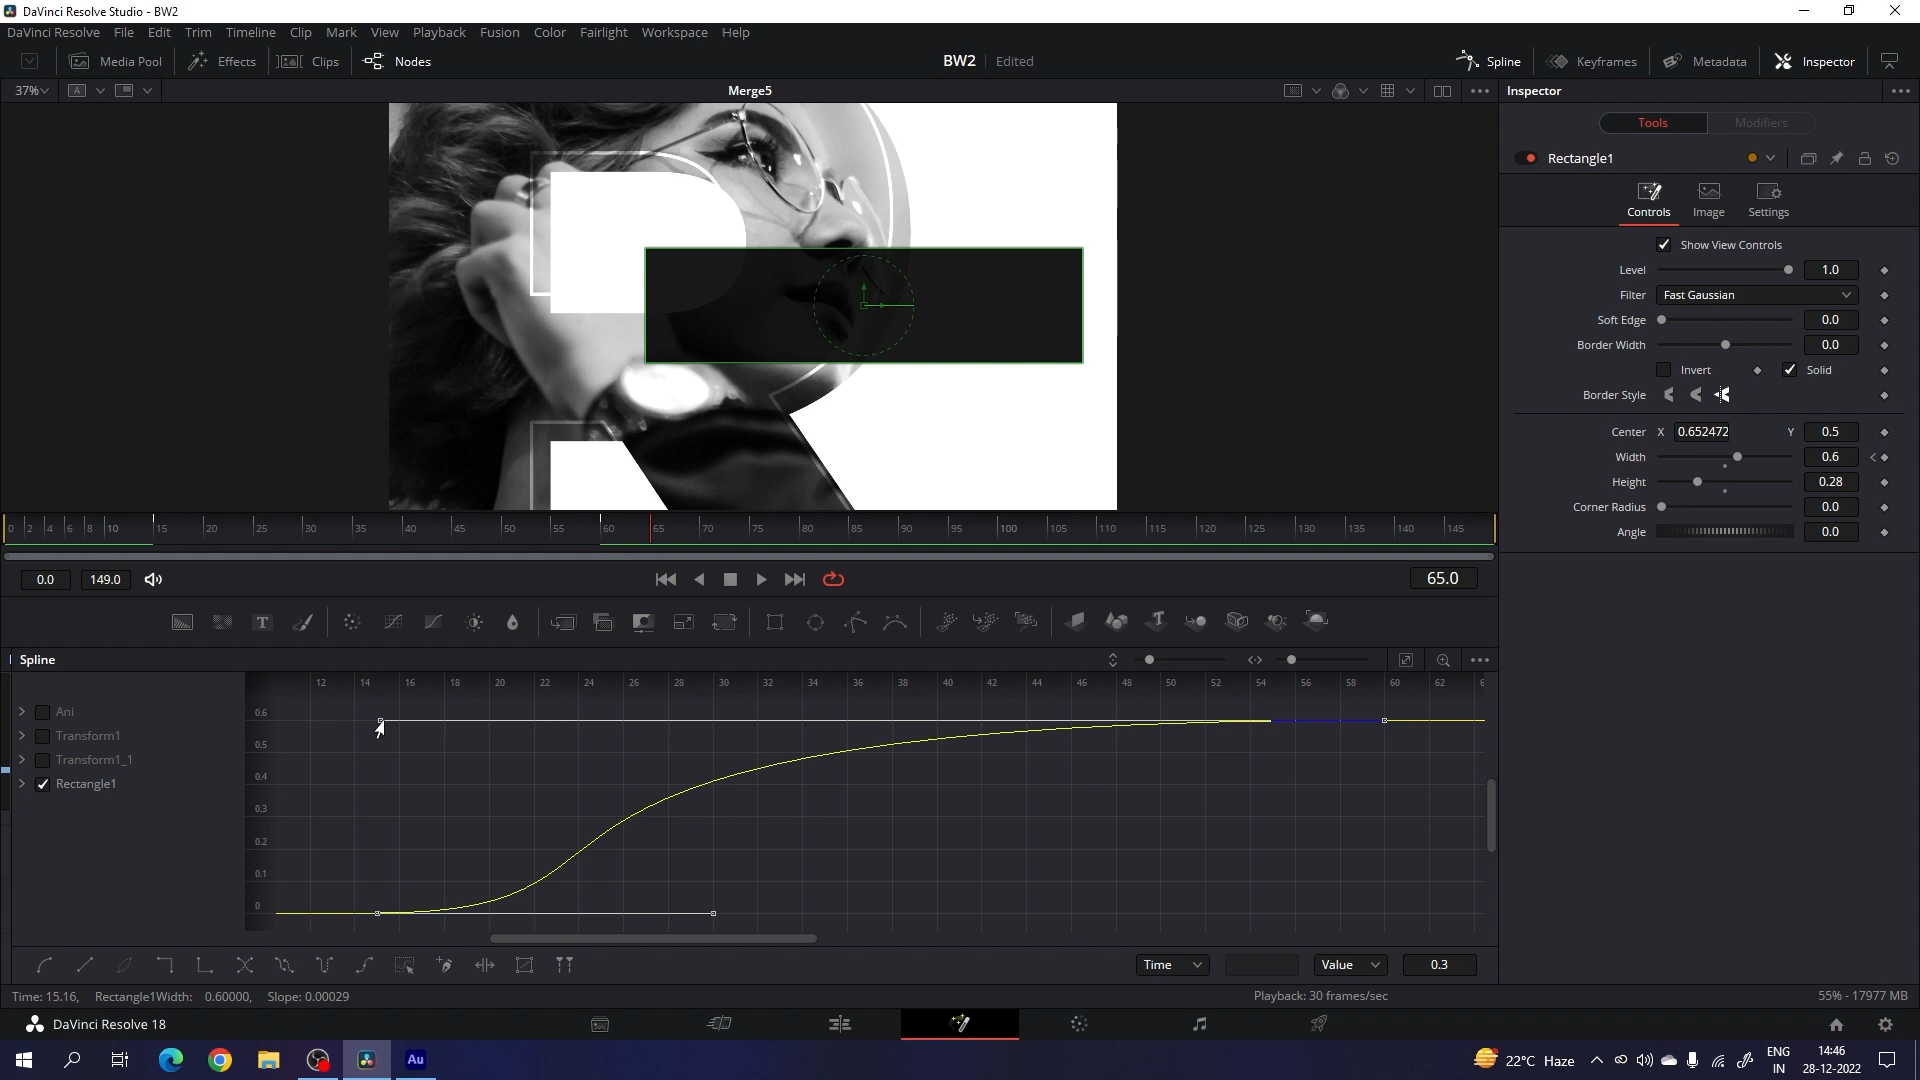 DaVinci Resolve Studio - BW2
DaVinci Resolve File Edit Trim Timeline Clip Mark View Playback Fusion Color Fairlight Workspace Help
Media Pool Effects Clips Nodes BW2 Edited Spline Keyframes Metadata Inspector
37% A Merge5 Inspector
Tools Modifiers
Rectangle1
Controls Image Settings
Show View Controls
Level 1.0
Filter Fast Gaussian
Soft Edge 0.0
Border Width 0.0
Invert Solid
Border Style
Center X 0.652472 Y 0.5
Width 0.6
Height 0.28
Corner Radius 0.0
Angle 0.0
0 2 4 6 8 10 15 20 25 30 35 40 45 50 55 60 65 70 75 80 85 90 95 100 105 110 115 120 125 130 135 140 145
0.0 149.0 65.0
T T
Spline
12 14 16 18 20 22 24 26 28 30 32 34 36 38 40 42 44 46 48 50 52 54 56 58 60 62
Ani 0.6
Transform1 0.5
Transform1_1 0.4
Rectangle1 0.3
0.2
0.1
0
Time Value 0.3
Time: 15.16, Rectangle1Width: 0.60000, Slope: 0.00029 Playback: 30 frames/sec 55% - 17977 MB
DaVinci Resolve 18
Au 22°C Haze ENG IN 14:46 28-12-2022